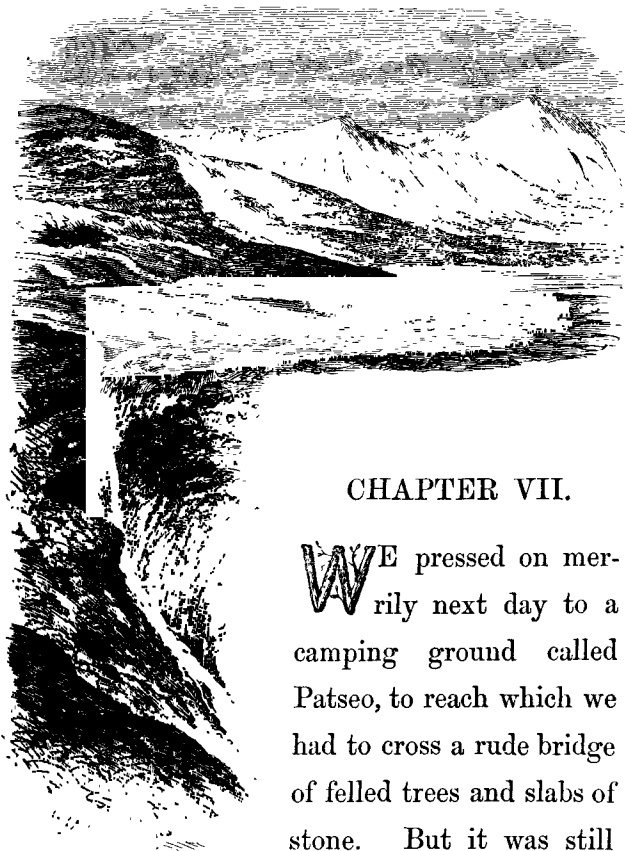 CHAPTER VII.
WE pressed on mer-
rily next day to a
camping ground called
Patseo, to reach which we
had to cross a rude bridge
of felled trees and slabs of
stone. But it was still